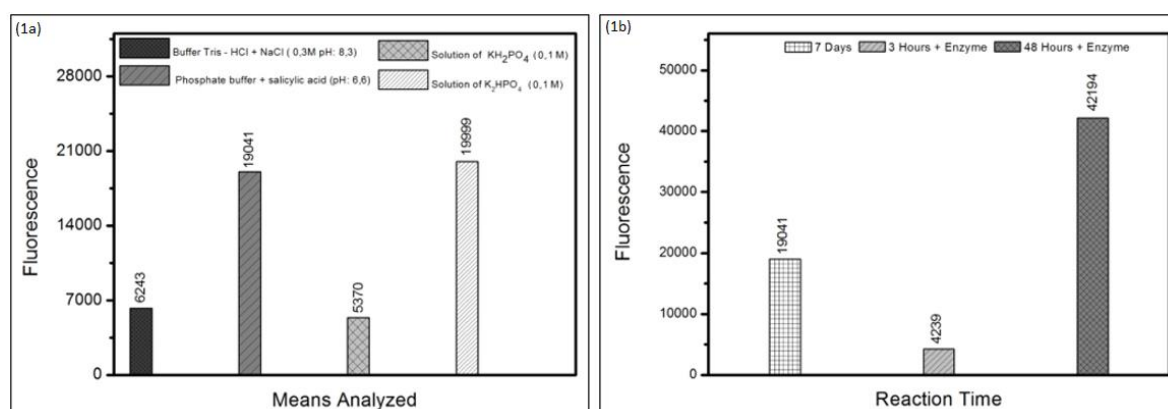 (1a)
Buffer Tris - HCl + NaCl ( 0,3M pH: 8,3)
Phosphate buffer + salicylic acid (pH: 6,6)
Solution of KH2PO4 (0,1M)
Solution of K2HPO4 (0,1M)
28000
21000
14000
7000
0
Fluorescence
6243
19041
5370
19999
Means Analyzed
(1b)
7 Days
3 Hours + Enzyme
48 Hours + Enzyme
50000
40000
30000
20000
10000
0
Fluorescence
19041
4239
42194
Reaction Time